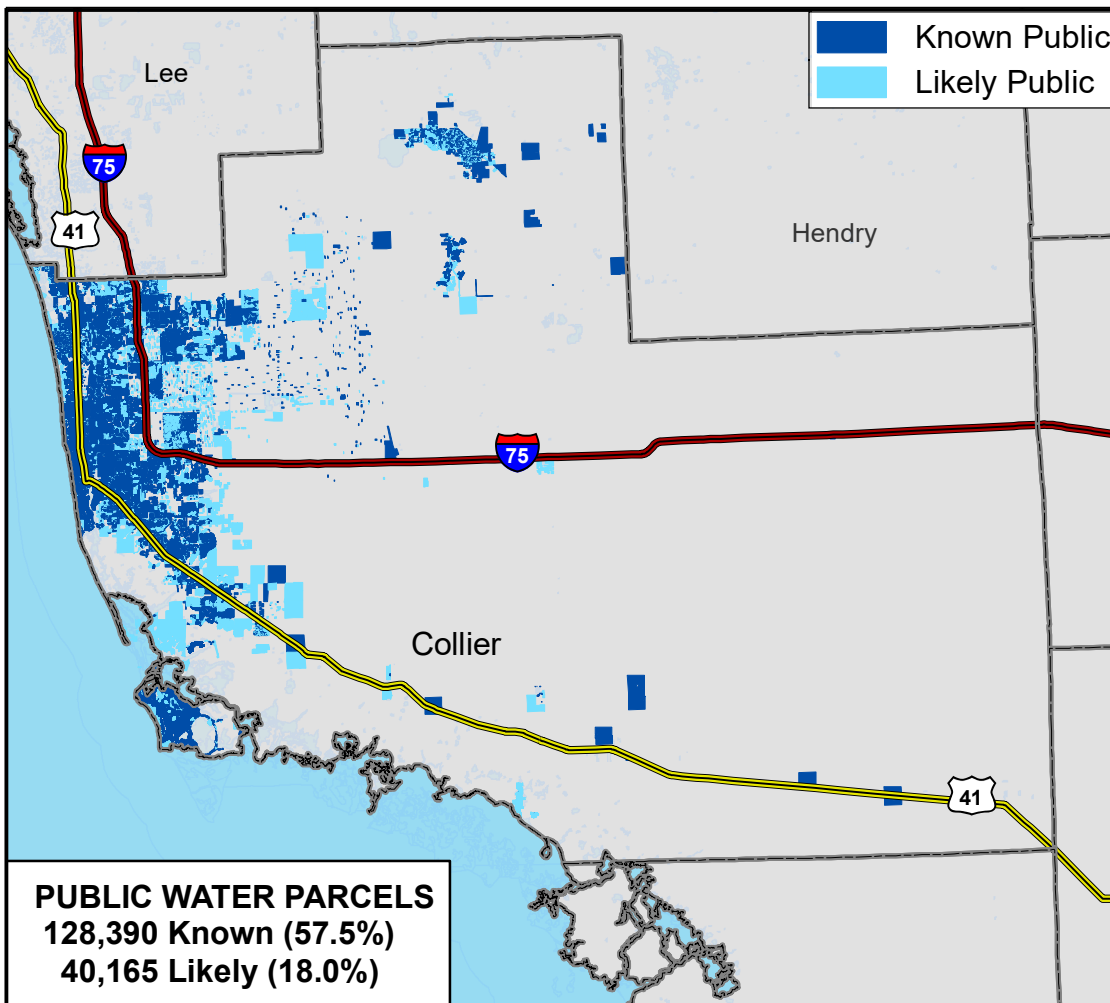 Known Public
Likely Public
Lee
75
41
Hendry
75
Collier
41
PUBLIC WATER PARCELS
128,390 Known (57.5%)
40,165 Likely (18.0%)